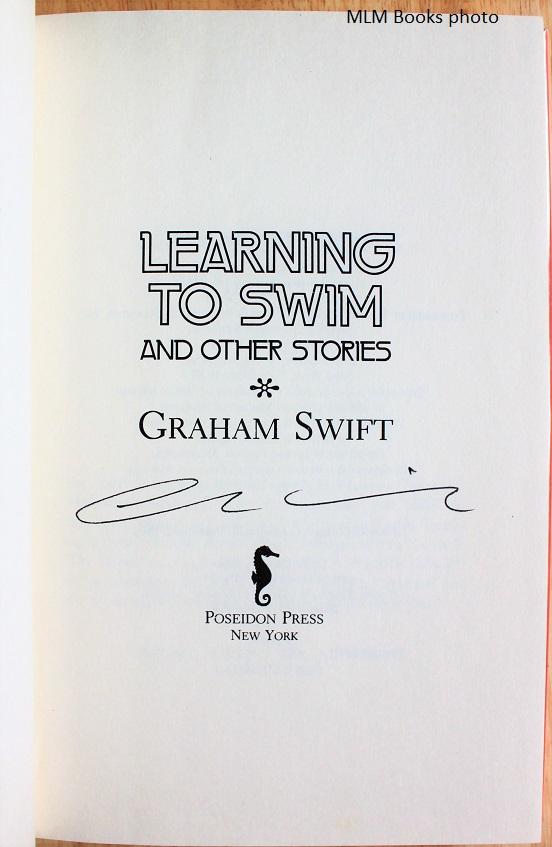 MLM Books photo
LEARNING
TO SWIM
AND OTHER STORIES
GRAHAM SWIFT
POSEIDON PRESS
NEW YORK